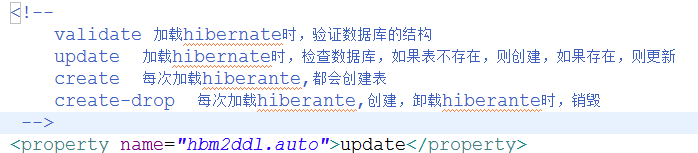 <!--
validate 加载hibernate时，验证数据库的结构
update 加载hibernate时，检查数据库，如果表不存在，则创建，如果存在，则更新
create 每次加载hiberante,都会创建表
create-drop 每次加载hiberante,创建，卸载hiberante时，销毁
-->
<property name="hbm2ddl.auto">update</property>